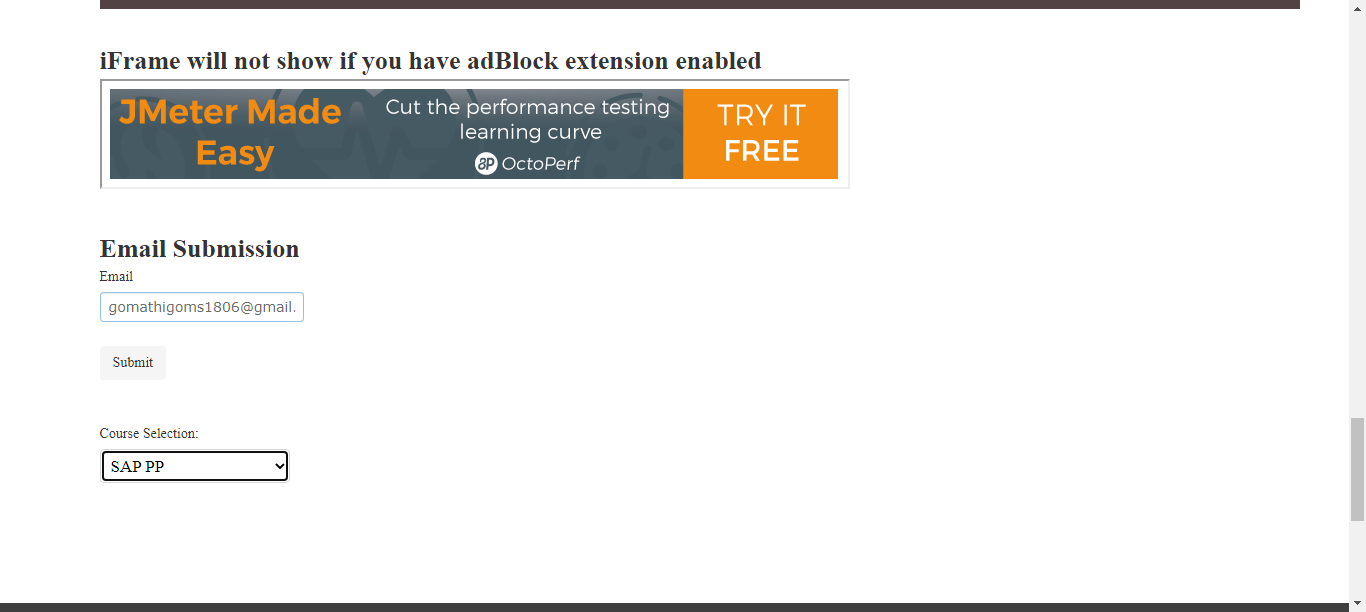 iFrame will not show if you have adBlock extension enabled
JMeter Made
Easy
Cut the performance testing
learning curve
OctoPerf
TRY IT
FREE
Email Submission
Email
gomathigoms1806@gmail.
Submit
Course Selection:
SAP PP